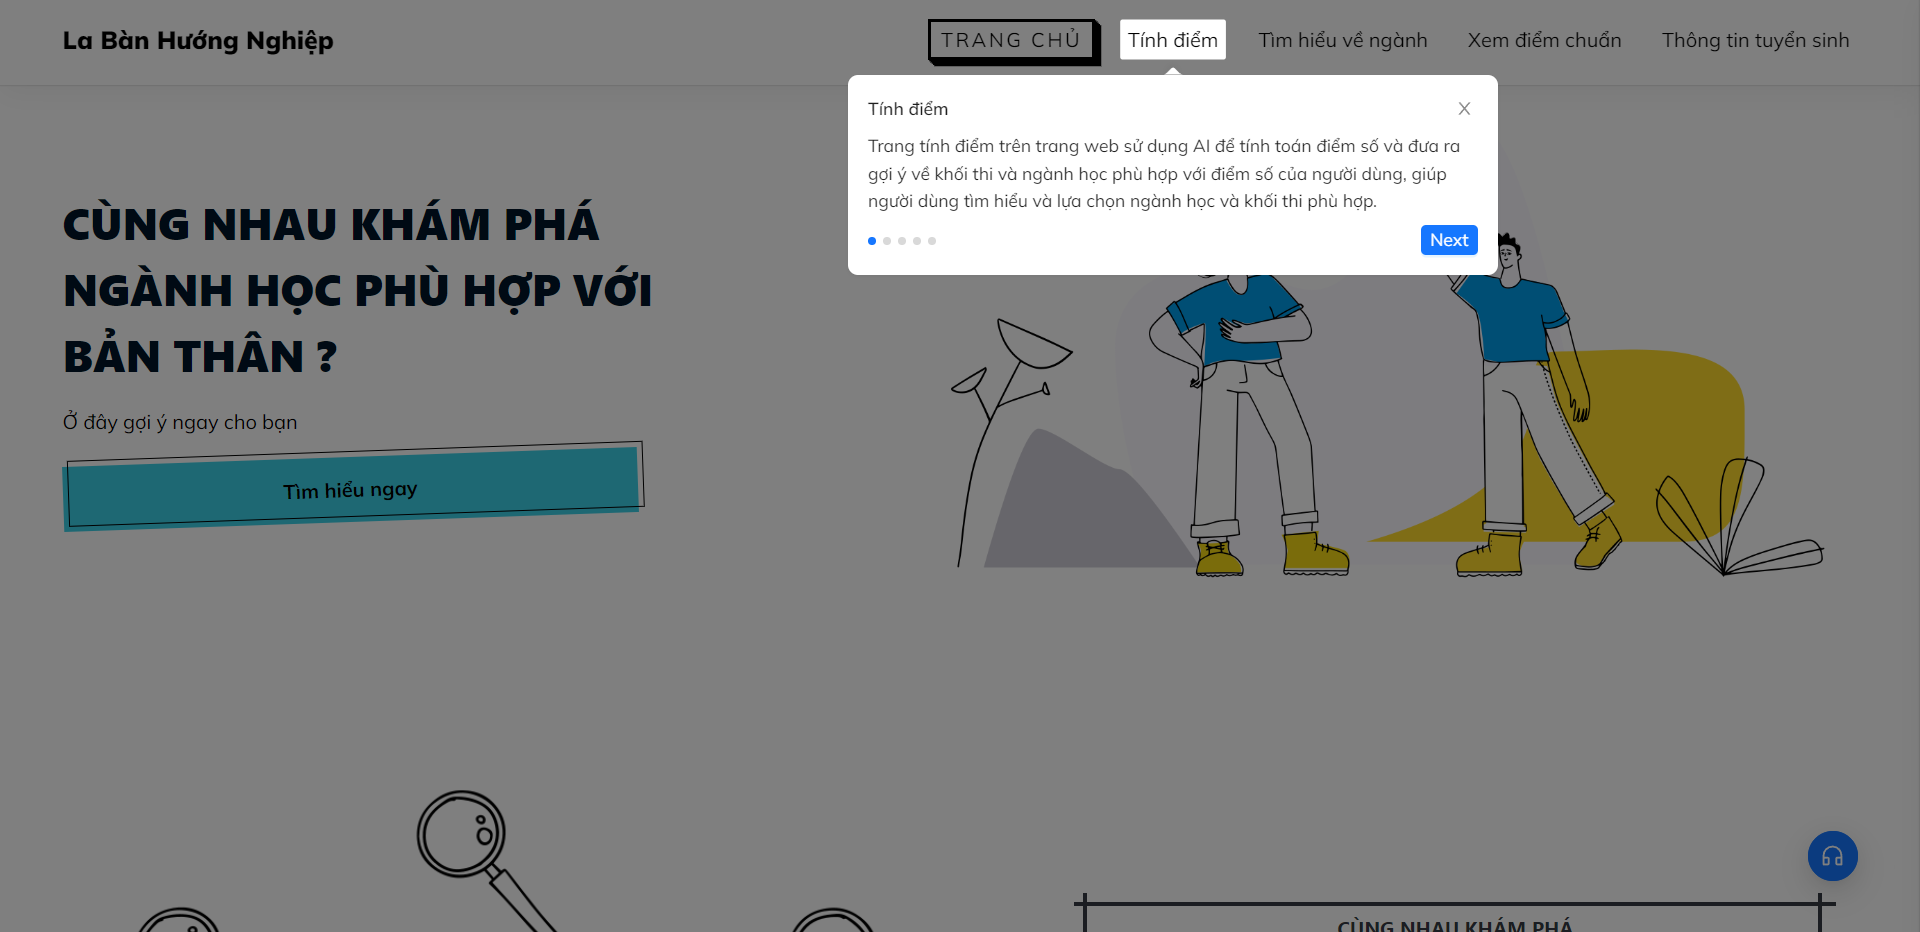 La Bàn Hướng Nghiệp
TRANG CHỦ
Tính điểm
Tìm hiểu về ngành
Xem điểm chuẩn
Thông tin tuyển sinh
Tính điểm
Trang tính điểm trên trang web sử dụng AI để tính toán điểm số và đưa ra
gợi ý về khối thi và ngành học phù hợp với điểm số của người dùng, giúp
người dùng tìm hiểu và lựa chọn ngành học và khối thi phù hợp.
Next
CÙNG NHAU KHÁM PHÁ
NGÀNH HỌC PHÙ HỢP VỚI
BẢN THÂN ?
Ở đây gợi ý ngay cho bạn
Tìm hiểu ngay
CÙNG NHAU KHÁM PHÁ